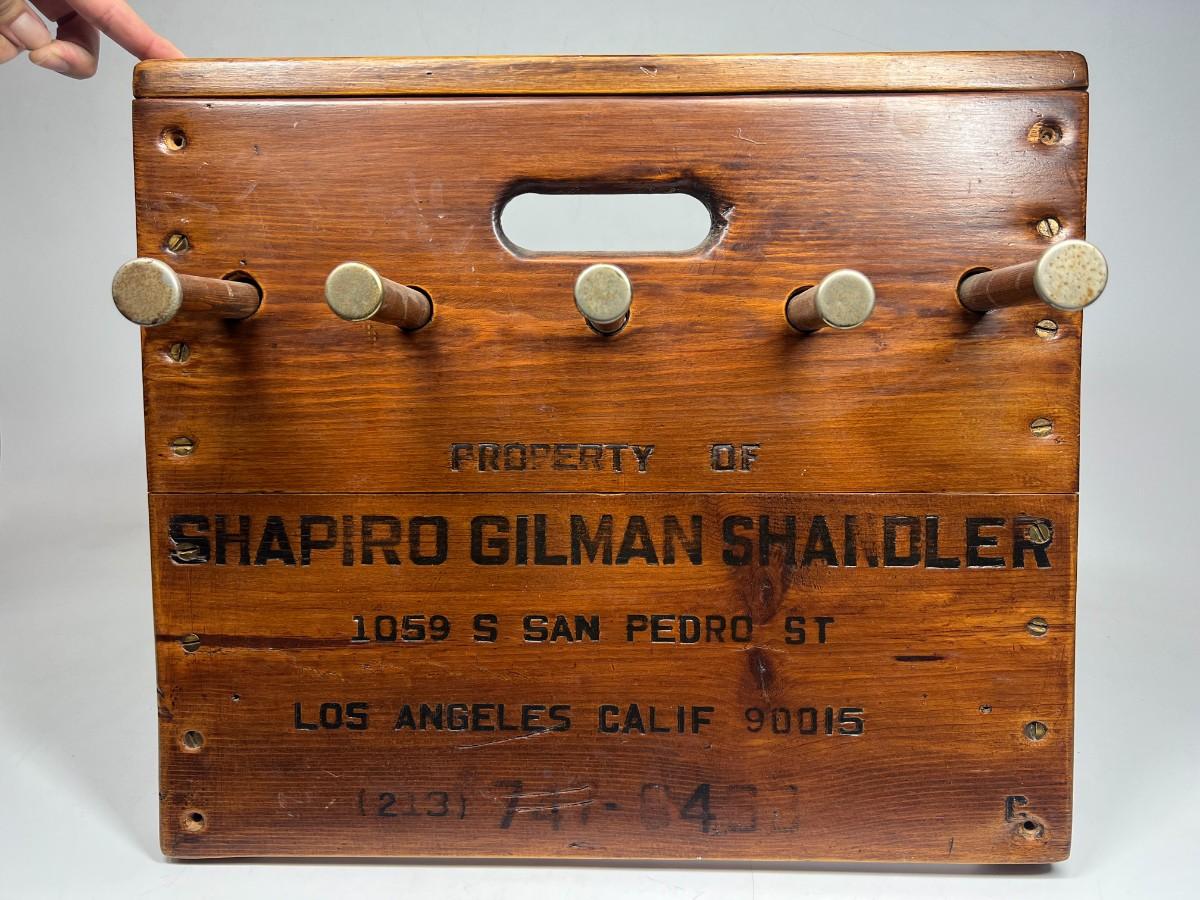 PROPERTY OF
SHAPIRO GILMAN SHANDLER
1059 S SAN PEDRO ST
LOS ANGELES CALIF 90015
(213)
C